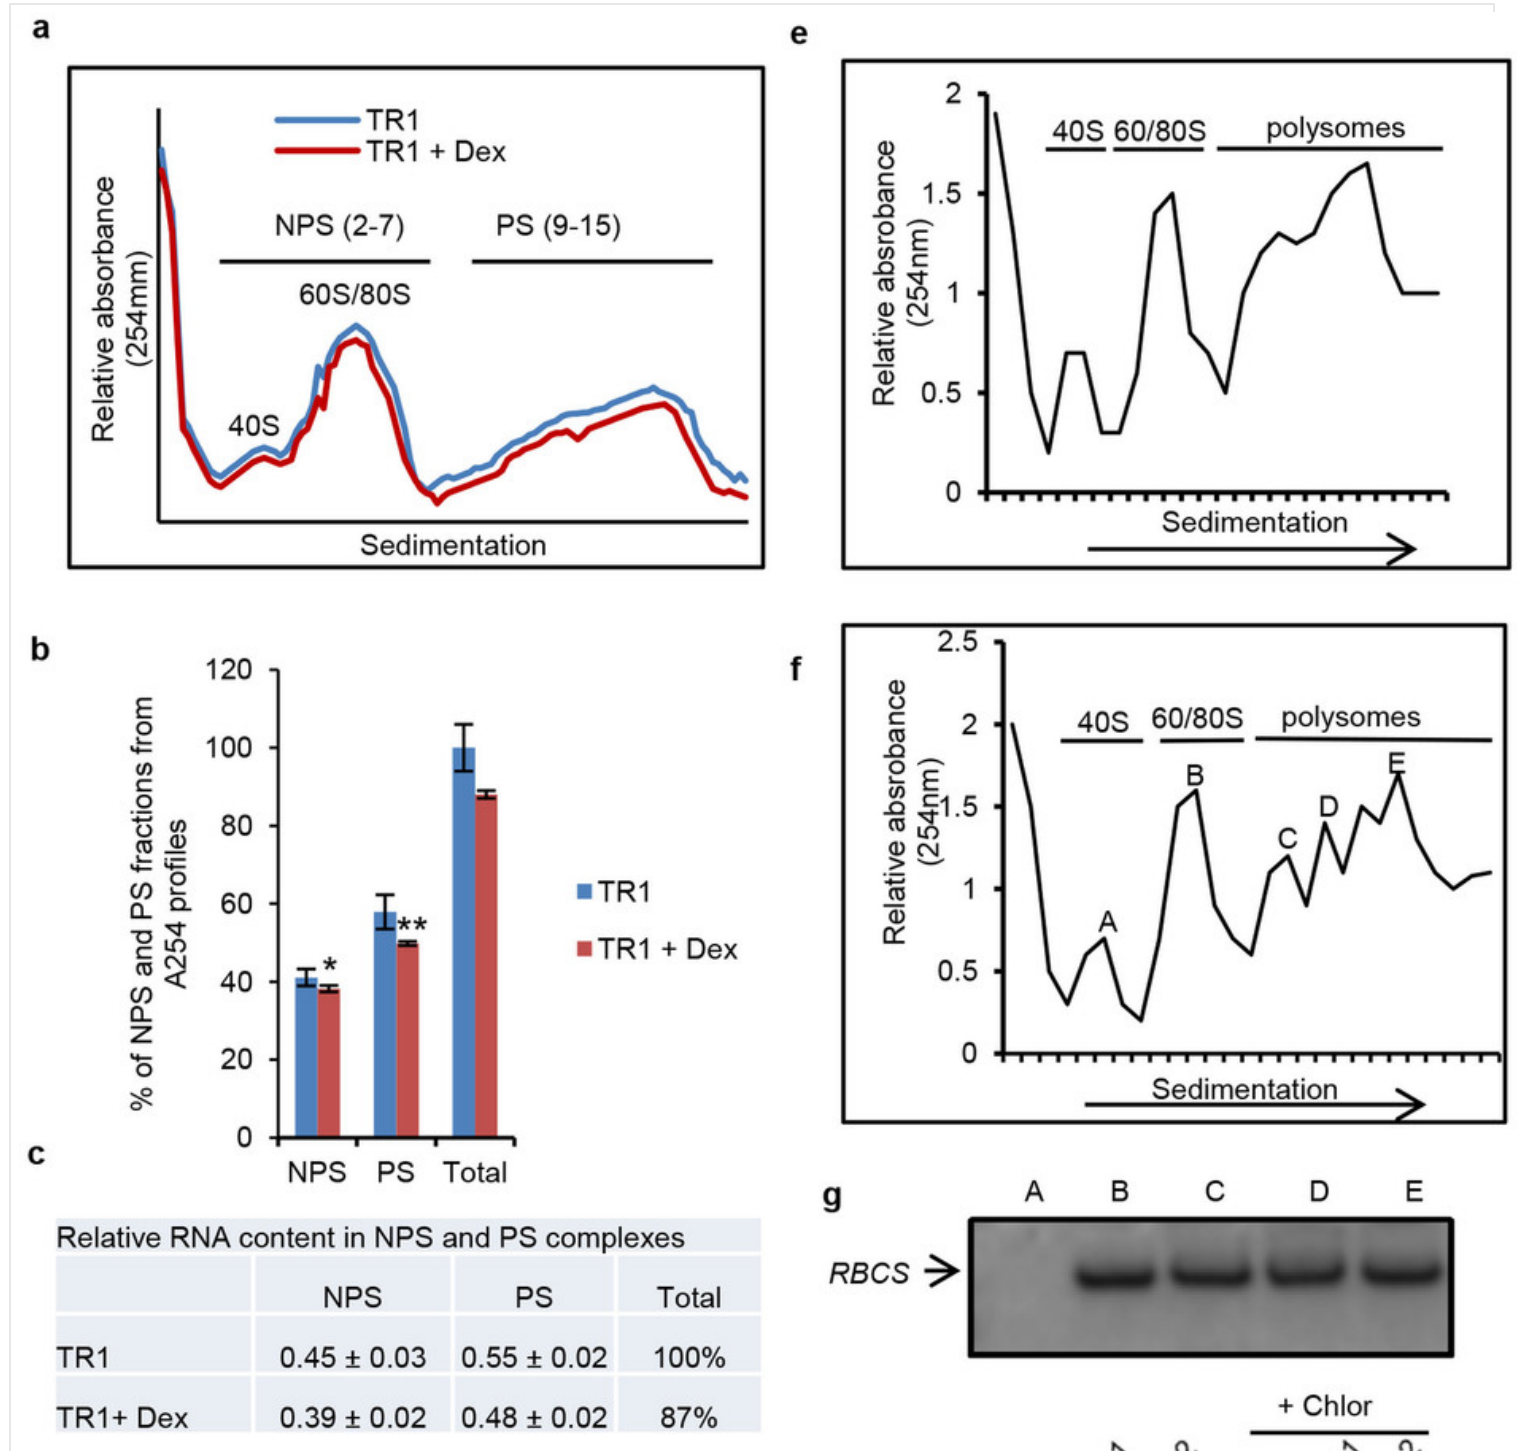 a
TR1
TR1 + Dex
NPS (2-7)
PS (9-15)
60S/80S
40S
Relative absorbance
(254mm)
Sedimentation
b
120
100
80
60
40
20
0
% of NPS and PS fractions from
A254 profiles
*
**
TR1
TR1 + Dex
NPS
PS
Total
c
Relative RNA content in NPS and PS complexes
NPS PS Total
TR1 0.45 ± 0.03 0.55 ± 0.02 100%
TR1+ Dex 0.39 ± 0.02 0.48 ± 0.02 87%
e
2
1.5
1
0.5
0
Relative absrobance
(254nm)
40S 60/80S polysomes
Sedimentation
f
2.5
2
1.5
1
0.5
0
Relative absrobance
(254nm)
40S 60/80S polysomes
A
B
C
D
E
Sedimentation
g
A B C D E
RBCS
+ Chlor